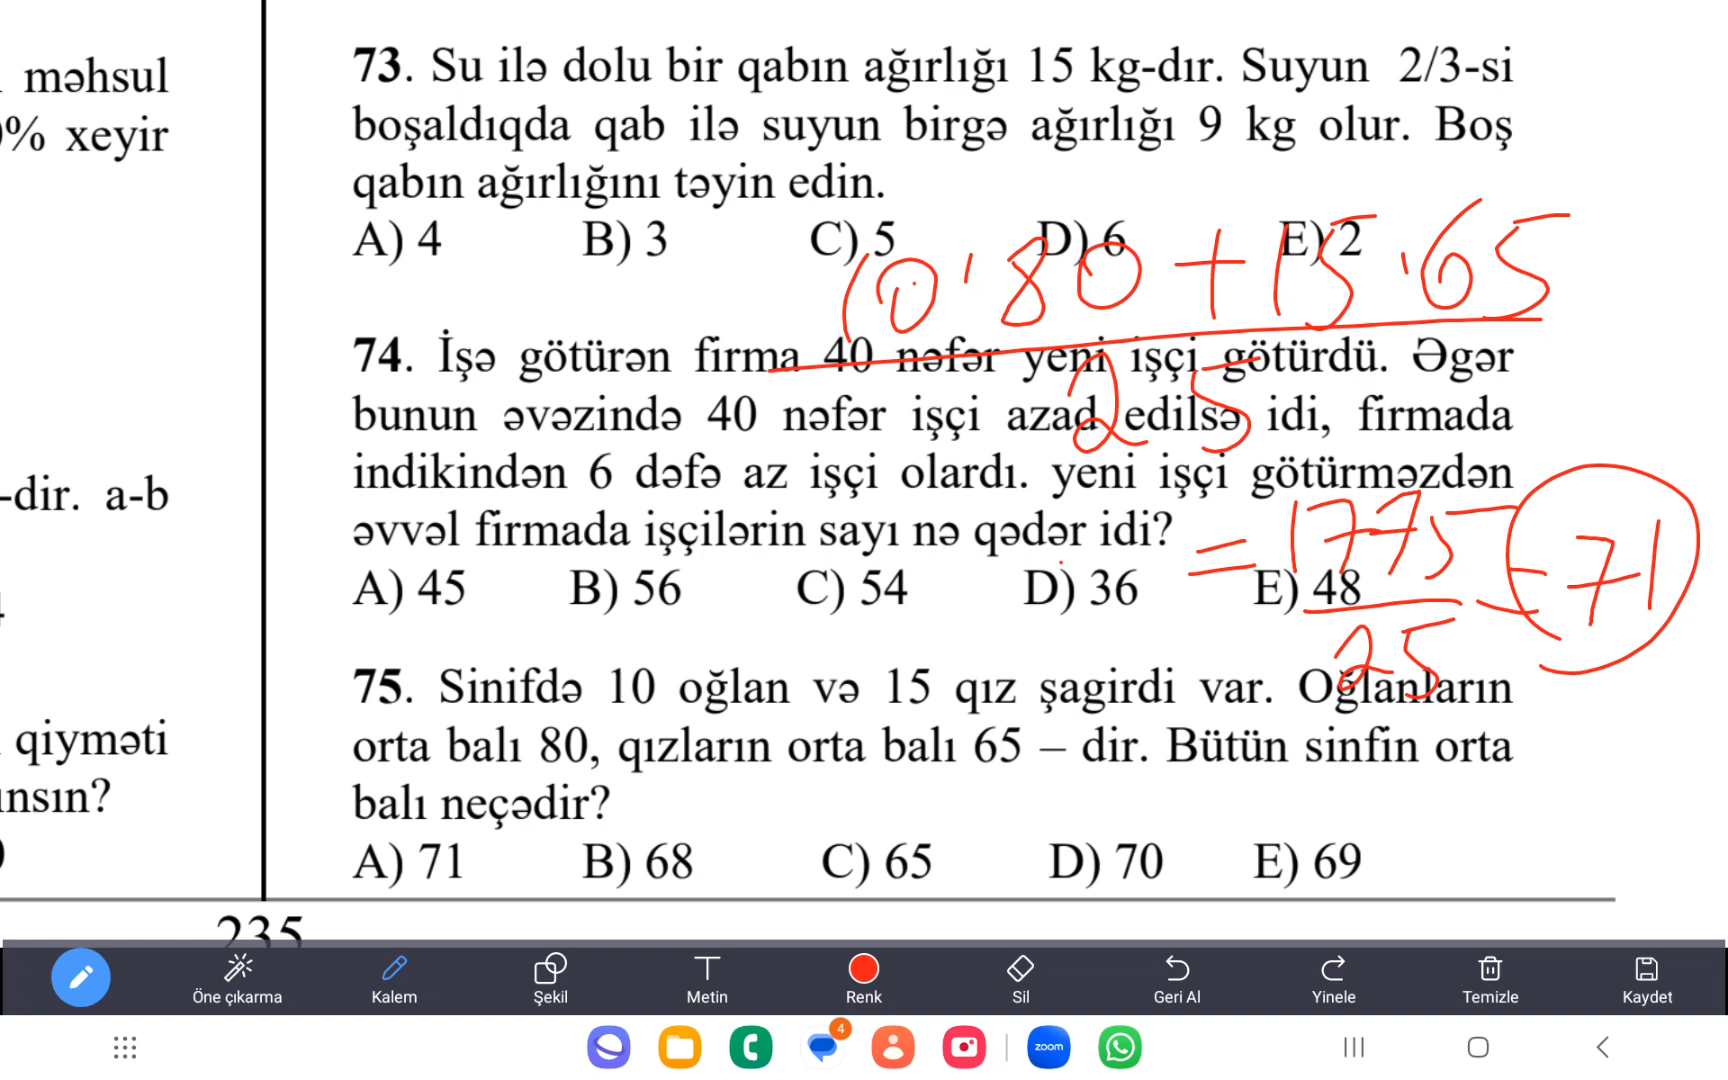 məhsul
% xeyir
-dir. a-b
qiyməti
ınsın?
73. Su ilə dolu bir qabın ağırlığı 15 kg-dır. Suyun 2/3-si
boşaldıqda qab ilə suyun birgə ağırlığı 9 kg olur. Boş
qabın ağırlığını təyin edin.
A) 4 B) 3 C) 5 D) 6 E) 2
10·80+15·65
25
74. İşə götürən firma 40 nəfər yeni işçi götürdü. Əgər
bunun əvəzində 40 nəfər işçi azad edilsə idi, firmada
indikindən 6 dəfə az işçi olardı. yeni işçi götürməzdən
əvvəl firmada işçilərin sayı nə qədər idi?
= 1775 = 71
25
A) 45 B) 56 C) 54 D) 36 E) 48
75. Sinifdə 10 oğlan və 15 qız şagirdi var. Oğlanların
orta balı 80, qızların orta balı 65 – dir. Bütün sinfin orta
balı neçədir?
A) 71 B) 68 C) 65 D) 70 E) 69
235
Öne çıkarma Kalem Şekil Metin Renk Sil Geri Al Yinele Temizle Kaydet
4 zoom